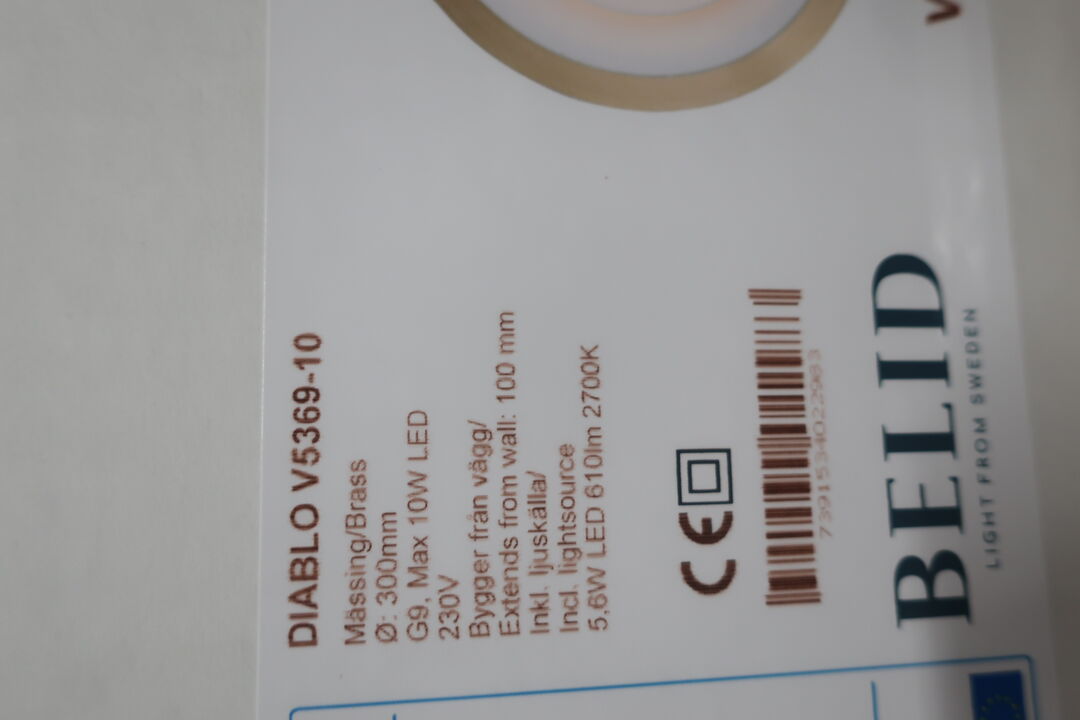 DIABLO V5369-10
Mässing/Brass
Ø: 300mm
G9, Max 10W LED
230V
Bygger från vägg/
Extends from wall: 100 mm
Inkl. ljuskälla/
Incl. lightsource
5,6W LED 610lm 2700K
CE
7391534022963
BELID
LIGHT FROM SWEDEN
V